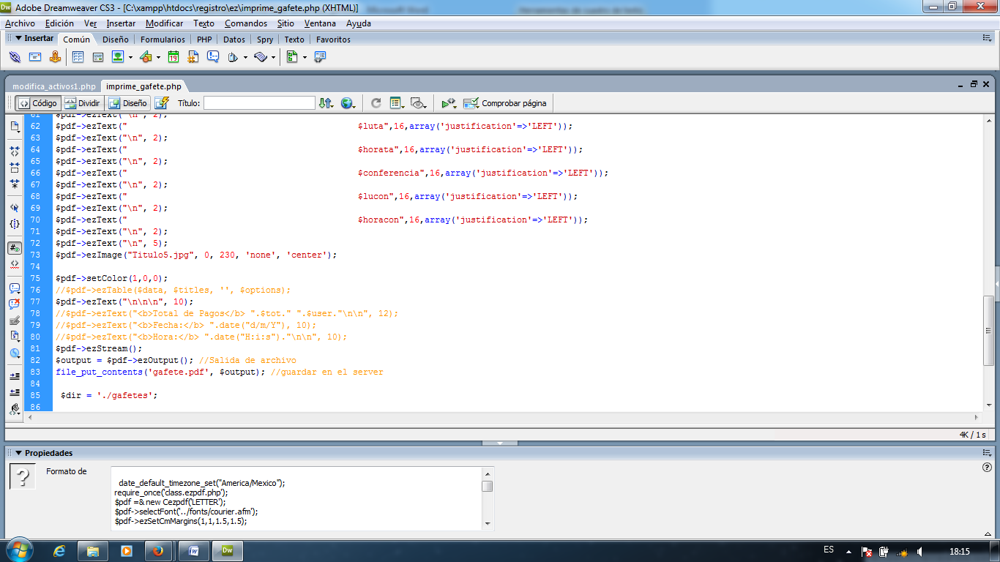 Adobe Dreamweaver CS3 - [C:\xampp\htdocs\registro\ez\imprime_gafete.php (XHTML)]
Archivo Edición Ver Insertar Modificar Texto Comandos Sitio Ventana Ayuda
Insertar Común Diseño Formularios PHP Datos Spry Texto Favoritos
modifica_activos1.php imprime_gafete.php
Código Dividir Diseño Título: Comprobar página
61 $pdf->ezText("\n", 2);
62 $pdf->ezText(" $luta",16,array('justification'=>'LEFT'));
63 $pdf->ezText("\n", 2);
64 $pdf->ezText(" $horata",16,array('justification'=>'LEFT'));
65 $pdf->ezText("\n", 2);
66 $pdf->ezText(" $conferencia",16,array('justification'=>'LEFT'));
67 $pdf->ezText("\n", 2);
68 $pdf->ezText(" $lucon",16,array('justification'=>'LEFT'));
69 $pdf->ezText("\n", 2);
70 $pdf->ezText(" $horacon",16,array('justification'=>'LEFT'));
71 $pdf->ezText("\n", 2);
72 $pdf->ezText("\n", 5);
73 $pdf->ezImage("Titulo5.jpg", 0, 230, 'none', 'center');
74
75 $pdf->setColor(1,0,0);
76 //$pdf->ezTable($data, $titles, '', $options);
77 $pdf->ezText("\n\n\n", 10);
78 //$pdf->ezText("<b>Total de Pagos</b> ".$tot." ".$user."\n\n", 12);
79 //$pdf->ezText("<b>Fecha:</b> ".date("d/m/Y"), 10);
80 //$pdf->ezText("<b>Hora:</b> ".date("H:i:s")."\n\n", 10);
81 $pdf->ezStream();
82 $output = $pdf->ezOutput(); //Salida de archivo
83 file_put_contents('gafete.pdf', $output); //guardar en el server
84
85 $dir = './gafetes';
86
4K / 1 s
Propiedades
Formato de
date_default_timezone_set("America/Mexico");
require_once('class.ezpdf.php');
$pdf =& new Cezpdf('LETTER');
$pdf->selectFont('../fonts/courier.afm');
$pdf->ezSetCmMargins(1,1,1.5,1.5);
ES 18:15